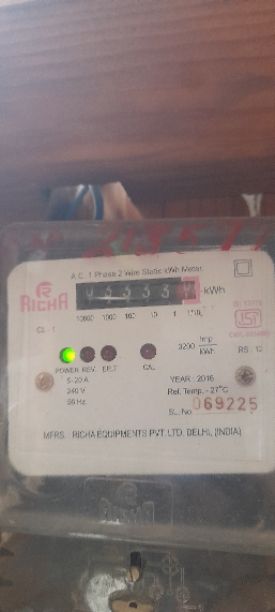 A.C. 1 Phase 2 Wire Static kWh Meter
RICHA
kWh
10000 1000 100 10 1 1/10
CL. 1
3200 Imp/kWh
RS. 10
POWER REV. E/LT CAL
5-20 A
240 V
50 Hz
YEAR : 2016
Ref. Temp. - 27°C
SL. No 069225
MFRS. RICHA EQUIPMENTS PVT. LTD. DELHI, (INDIA)